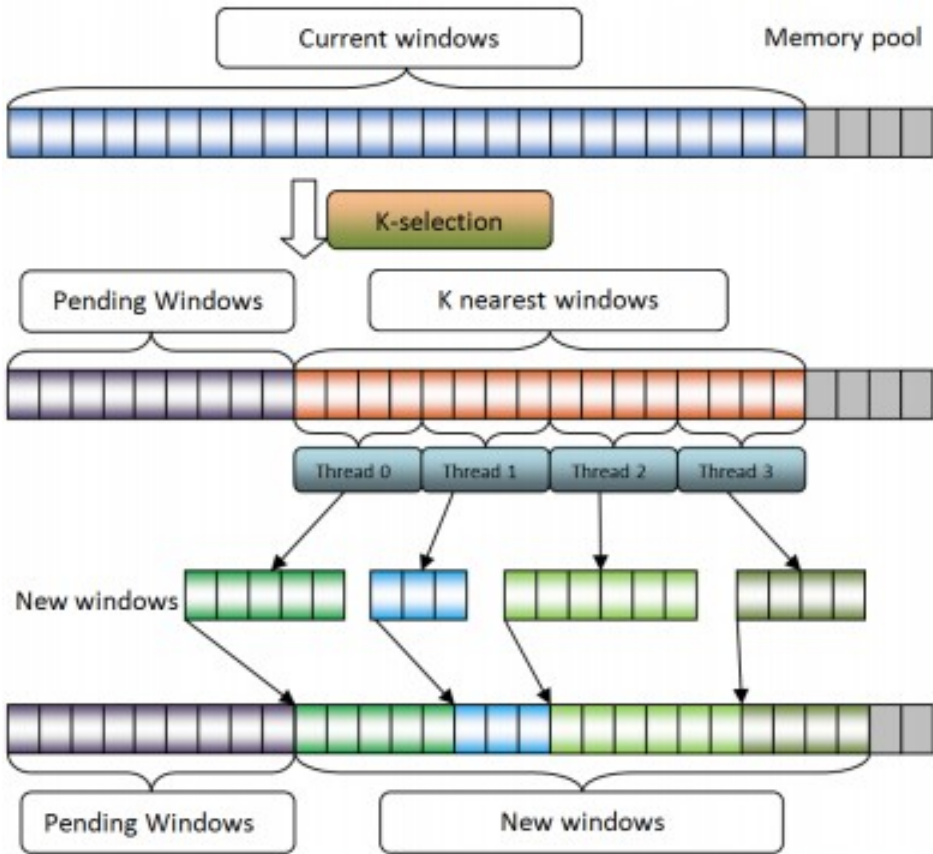 Current windows
Memory pool
K-selection
Pending Windows
K nearest windows
Thread 0
Thread 1
Thread 2
Thread 3
New windows
Pending Windows
New windows